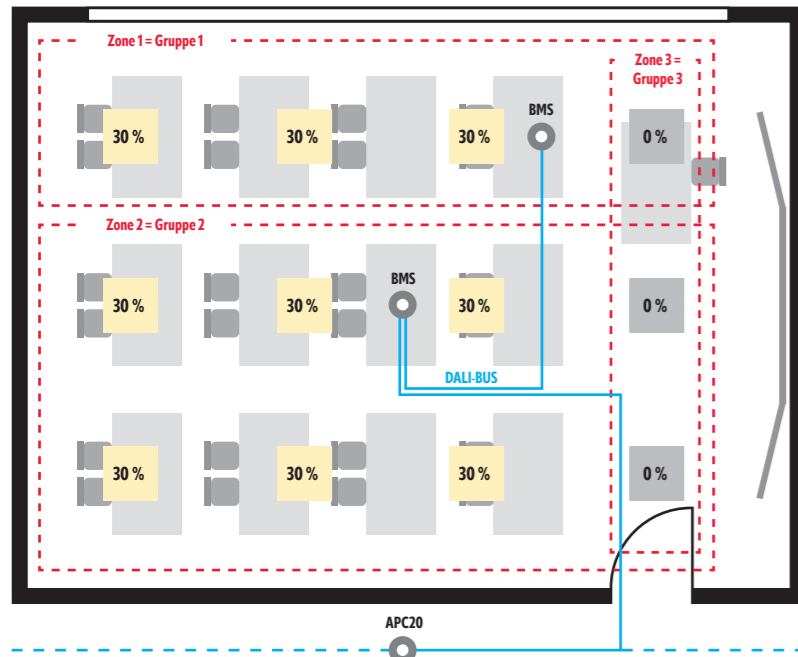 Zone 1 = Gruppe 1
Zone 3 =
Gruppe 3
BMS
30 %
30 %
30 %
0 %
Zone 2 = Gruppe 2
BMS
30 %
30 %
30 %
0 %
DALI-BUS
30 %
30 %
30 %
0 %
APC20